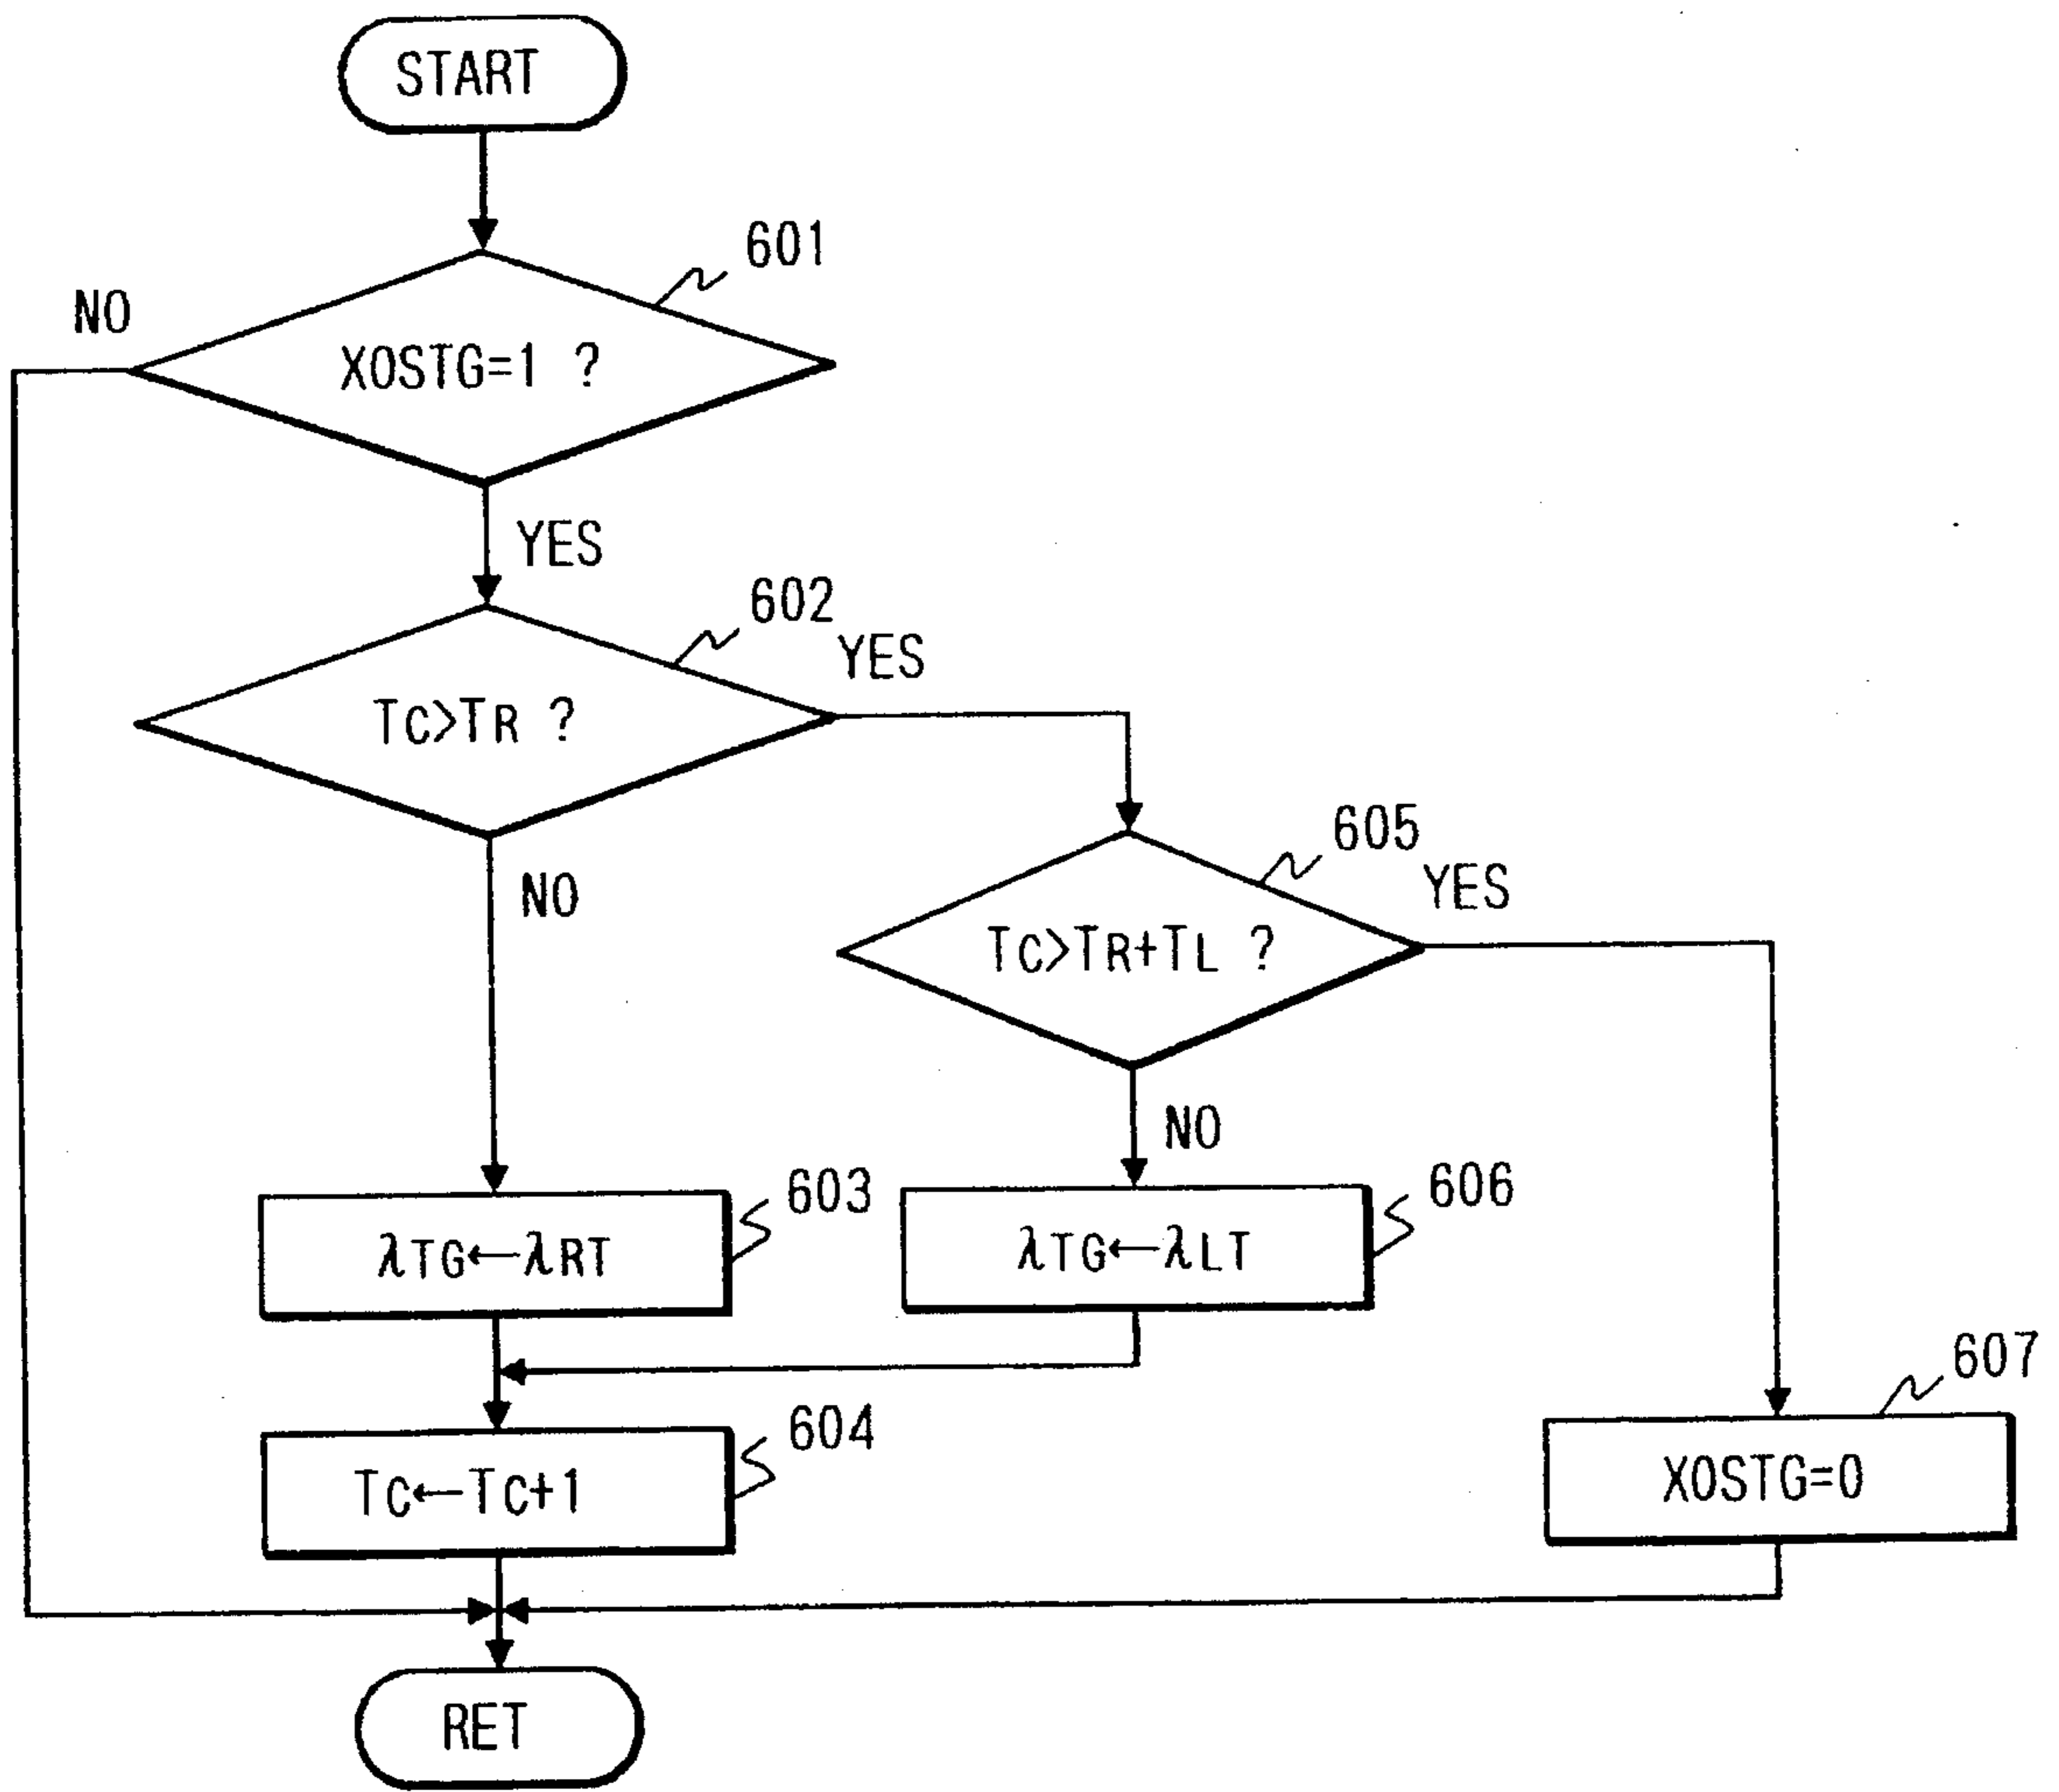 START
601
NO
XOSTG=1 ?
YES
602
YES
TC>TR ?
NO
605
YES
TC>TR+TL ?
NO
603
λTG←λRT
606
λTG←λLT
607
604
TC←TC+1
XOSTG=0
RET